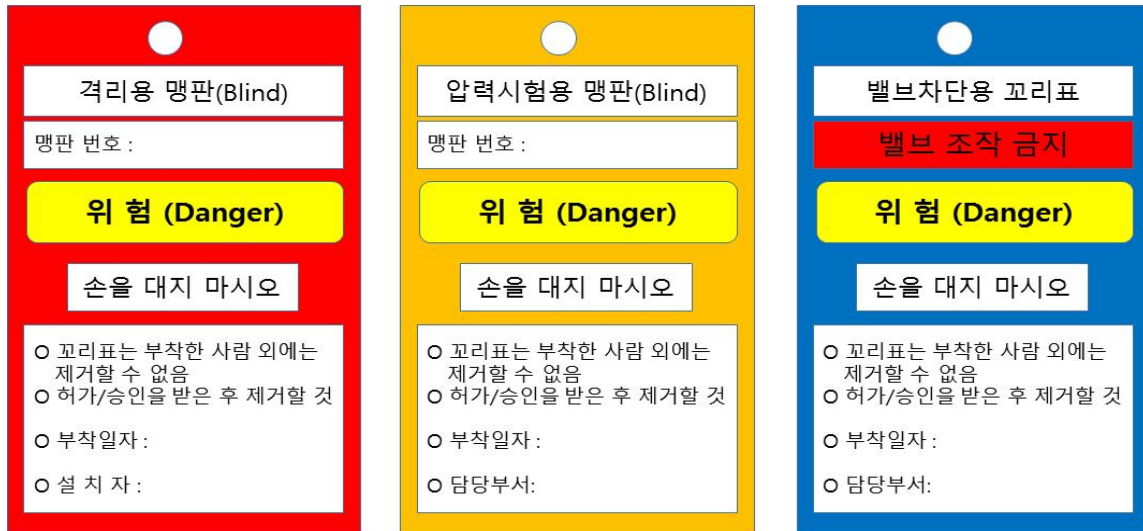 격리용 맹판(Blind)
맹판 번호 :
위 험 (Danger)
손을 대지 마시오
O 꼬리표는 부착한 사람 외에는
제거할 수 없음
O 허가/승인을 받은 후 제거할 것
O 부착일자 :
O 설 치 자 :
압력시험용 맹판(Blind)
맹판 번호 :
위 험 (Danger)
손을 대지 마시오
O 꼬리표는 부착한 사람 외에는
제거할 수 없음
O 허가/승인을 받은 후 제거할 것
O 부착일자 :
O 담당부서:
밸브차단용 꼬리표
밸브 조작 금지
위 험 (Danger)
손을 대지 마시오
O 꼬리표는 부착한 사람 외에는
제거할 수 없음
O 허가/승인을 받은 후 제거할 것
O 부착일자 :
O 담당부서: